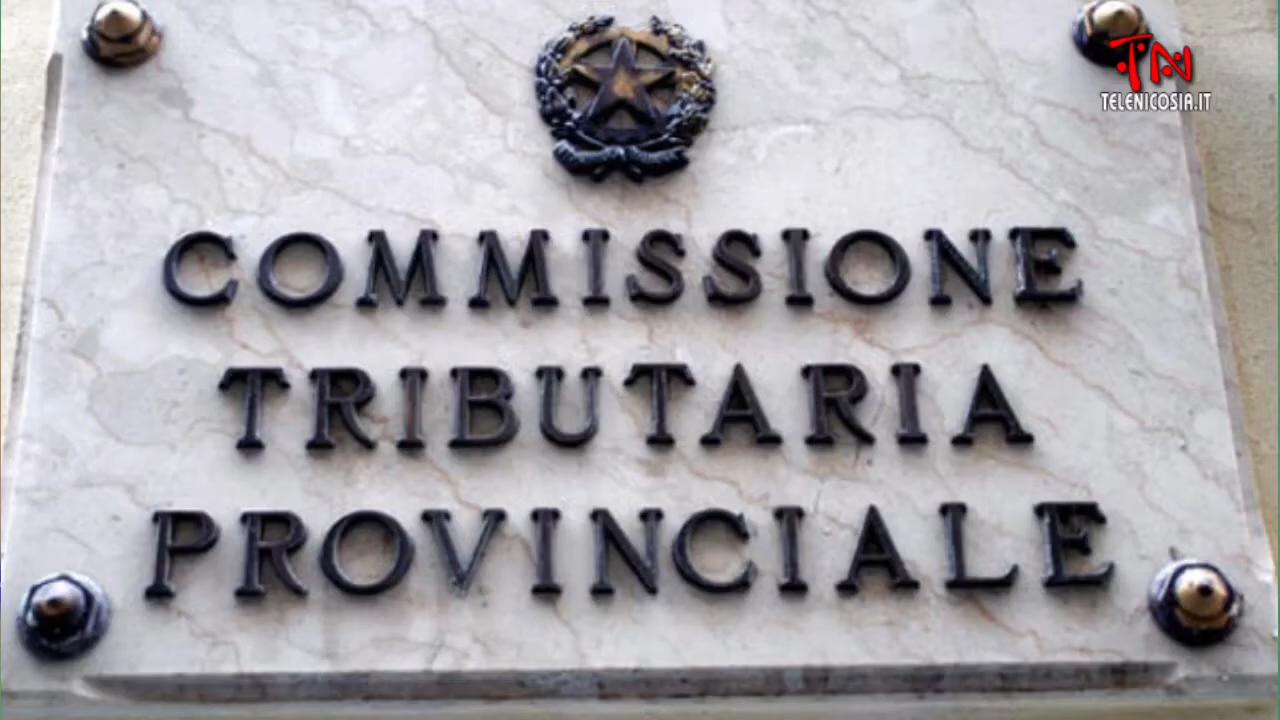 TN
TELENICOSIA.IT
COMMISSIONE
TRIBUTARIA
PROVINCIALE